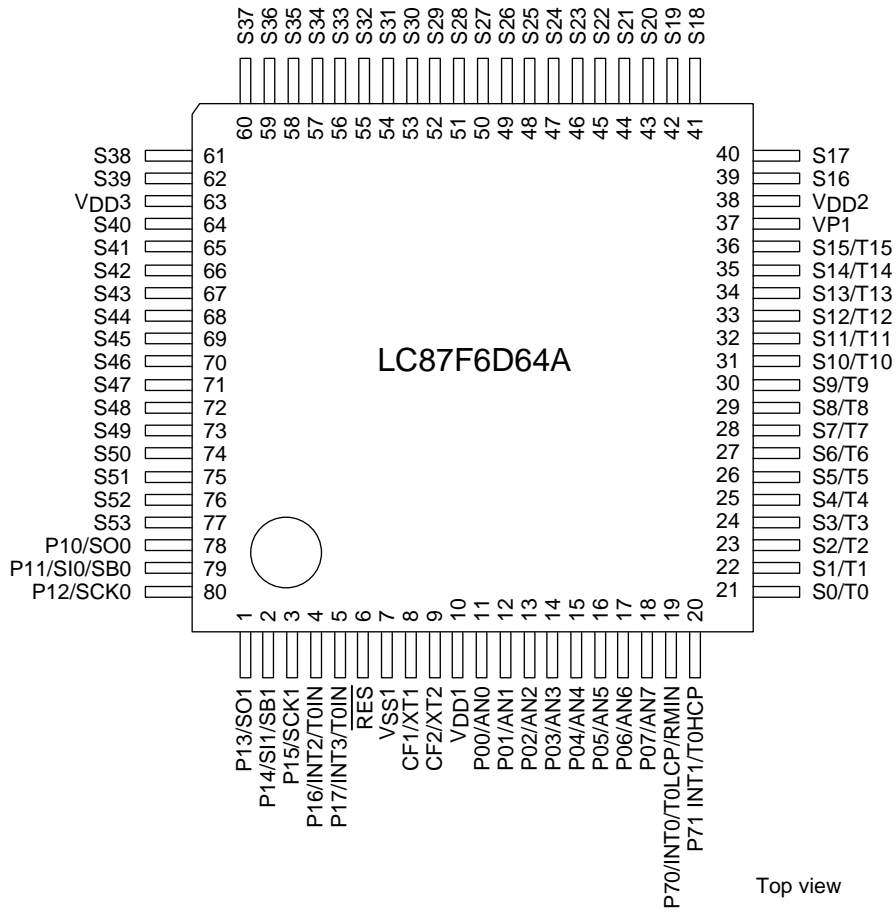 S37 S36 S35 S34 S33 S32 S31 S30 S29 S28 S27 S26 S25 S24 S23 S22 S21 S20 S19 S18
60 59 58 57 56 55 54 53 52 51 50 49 48 47 46 45 44 43 42 41
S38 61 40 S17
S39 62 39 S16
VDD3 63 38 VDD2
S40 64 37 VP1
S41 65 36 S15/T15
S42 66 35 S14/T14
S43 67 34 S13/T13
S44 68 33 S12/T12
S45 69 32 S11/T11
LC87F6D64A
S46 70 31 S10/T10
S47 71 30 S9/T9
S48 72 29 S8/T8
S49 73 28 S7/T7
S50 74 27 S6/T6
S51 75 26 S5/T5
S52 76 25 S4/T4
S53 77 24 S3/T3
P10/SO0 78 23 S2/T2
P11/SI0/SB0 79 22 S1/T1
P12/SCK0 80 21 S0/T0
1 2 3 4 5 6 7 8 9 10 11 12 13 14 15 16 17 18 19 20
P13/SO1
P14/SI1/SB1
P15/SCK1
P16/INT2/T0IN
P17/INT3/T0IN
RES
VSS1
CF1/XT1
CF2/XT2
VDD1
P00/AN0
P01/AN1
P02/AN2
P03/AN3
P04/AN4
P05/AN5
P06/AN6
P07/AN7
P70/INT0/T0LCP/RMIN
P71 INT1/T0HCP
Top view